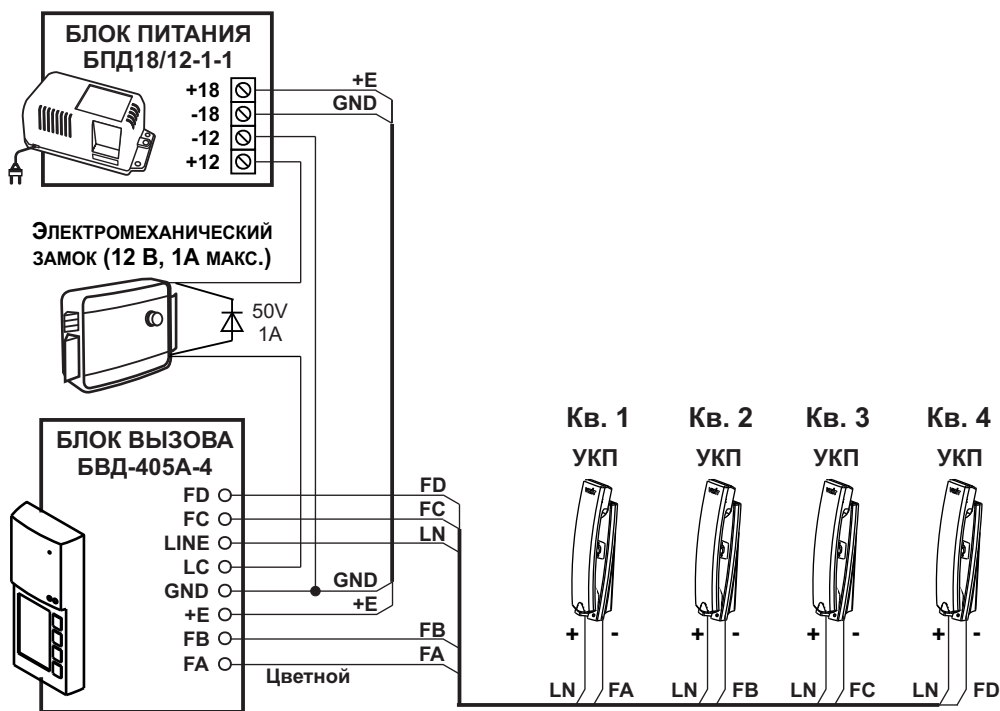 БЛОК ПИТАНИЯ
БПД18/12-1-1
+18
-18
-12
+12
+E
GND
ЭЛЕКТРОМЕХАНИЧЕСКИЙ
ЗАМОК (12 В, 1А МАКС.)
50V
1A
БЛОК ВЫЗОВА
БВД-405А-4
FD
FC
LINE
LC
GND
+E
FB
FA
FD
FC
LN
GND
+E
FB
FA
Цветной
Кв. 1 Кв. 2 Кв. 3 Кв. 4
УКП УКП УКП УКП
+ - + - + - + -
LN FA LN FB LN FC LN FD